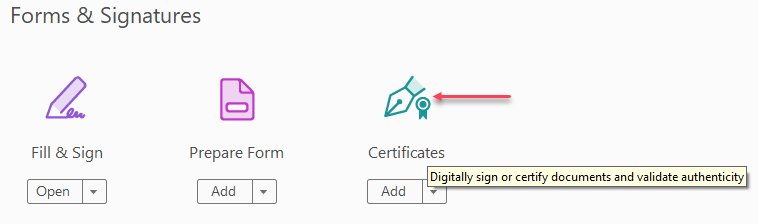 Forms & Signatures
Fill & Sign
Prepare Form
Certificates
Open
Add
Add
Digitally sign or certify documents and validate authenticity